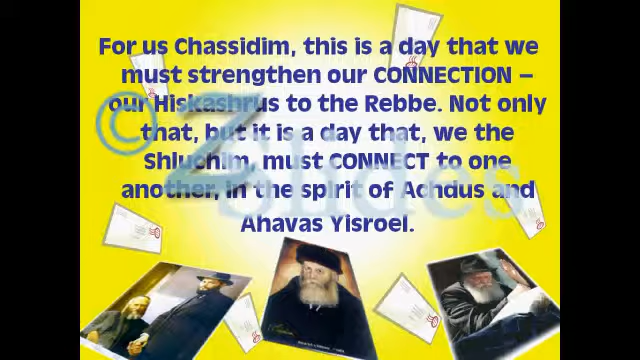 For us Chassidim, this is a day that we
must strengthen our CONNECTION –
our Hiskashrus to the Rebbe. Not only
that, but it is a day that, we the
Shluchim, must CONNECT to one
another, in the spirit of Achdus and
Ahavas Yisroel.
©